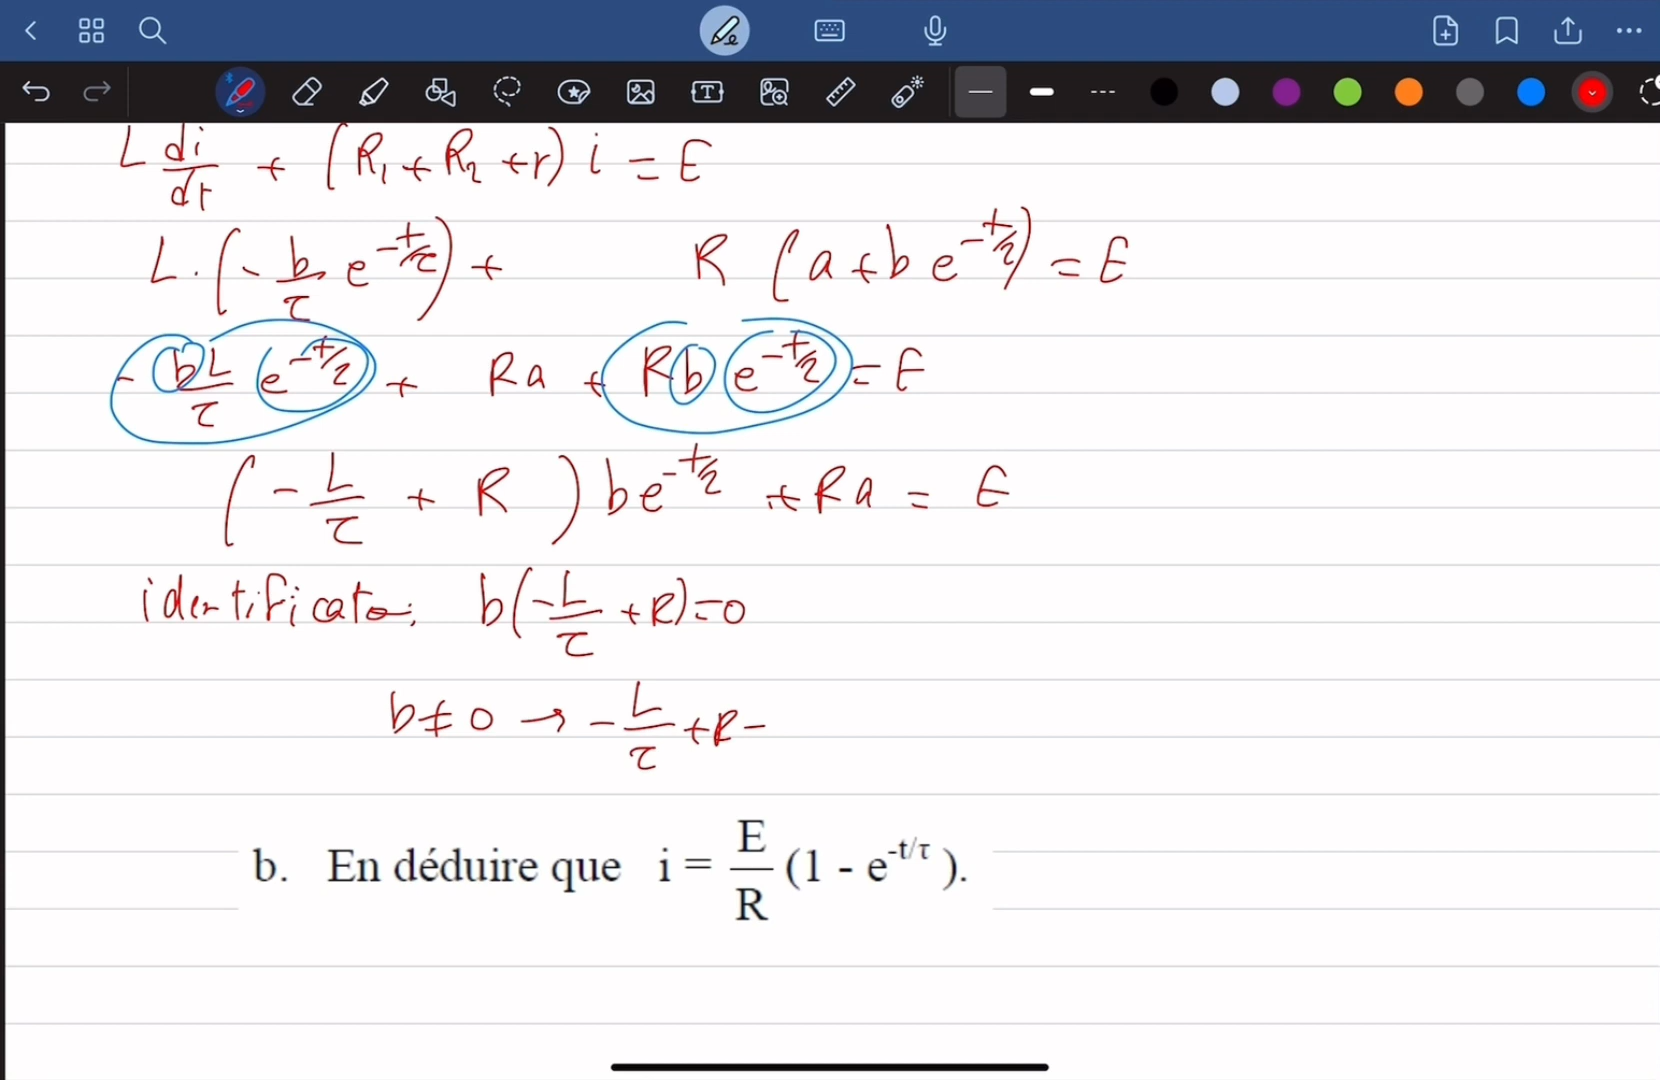 L di/dt + (R₁ + R₂ + r) i = E
L. (- b/τ e^(-t/τ)) + R (a + b e^(-t/τ)) = E
- bL/τ e^(-t/τ) + Ra + Rb e^(-t/τ) = E
(- L/τ + R) b e^(-t/τ) + Ra = E
identification: b(- L/τ + R) = 0
b ≠ 0 → - L/τ + R -
b. En déduire que i = E/R (1 - e^(-t/τ)).